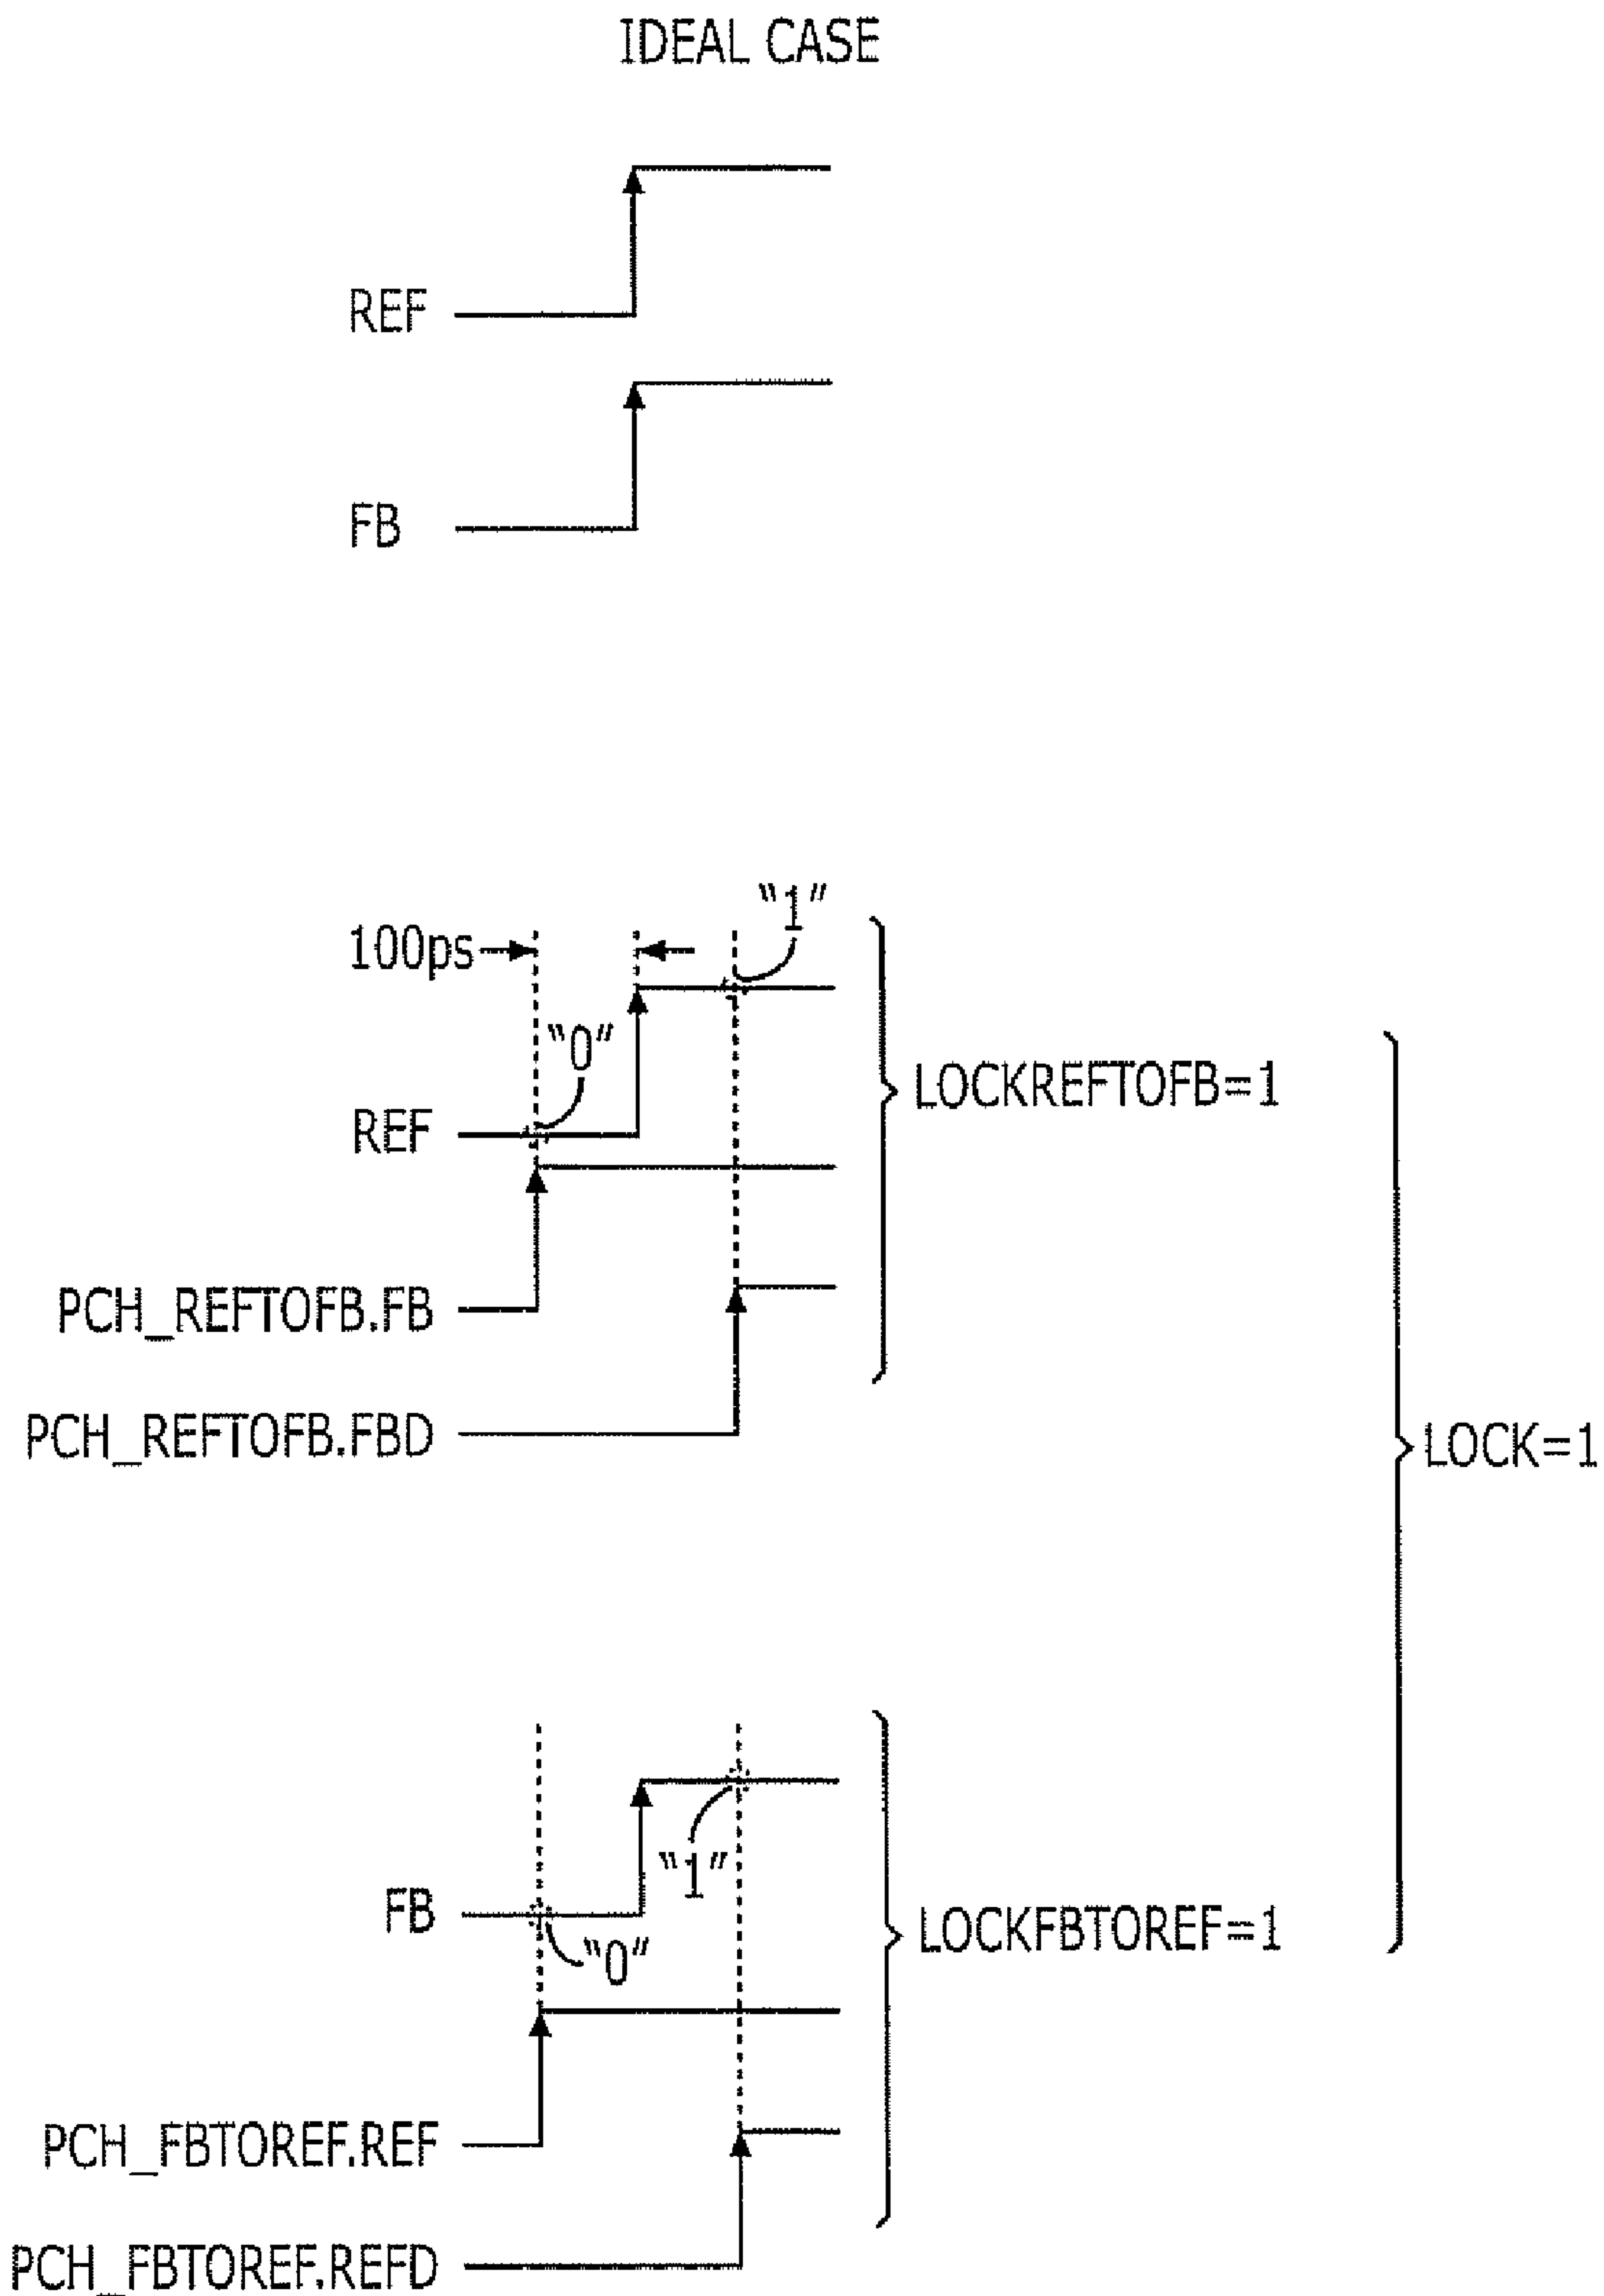 IDEAL CASE
REF
FB
"1"
100ps
"0"
REF
LOCKREFTOFB=1
PCH_REFTOFB.FB
PCH_REFTOFB.FBD
LOCK=1
"1"
FB
"0"
LOCKFBTOREF=1
PCH_FBTOREF.REF
PCH_FBTOREF.REFD